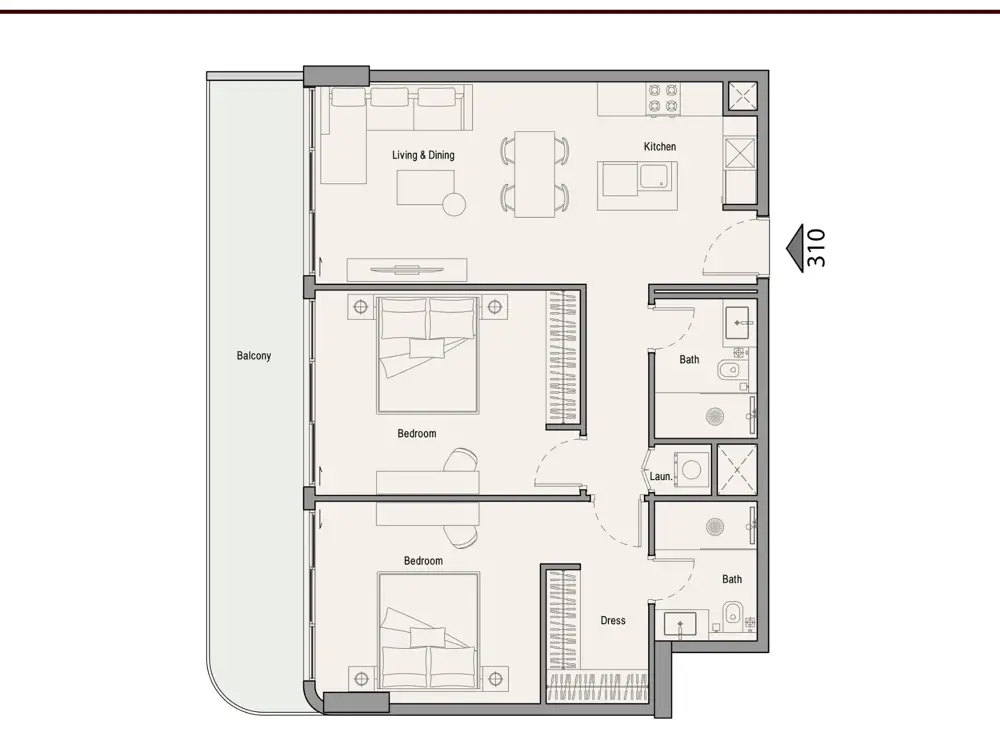 Living & Dining
Kitchen
310
Balcony
Bath
Bedroom
Laun.
Bedroom
Bath
Dress